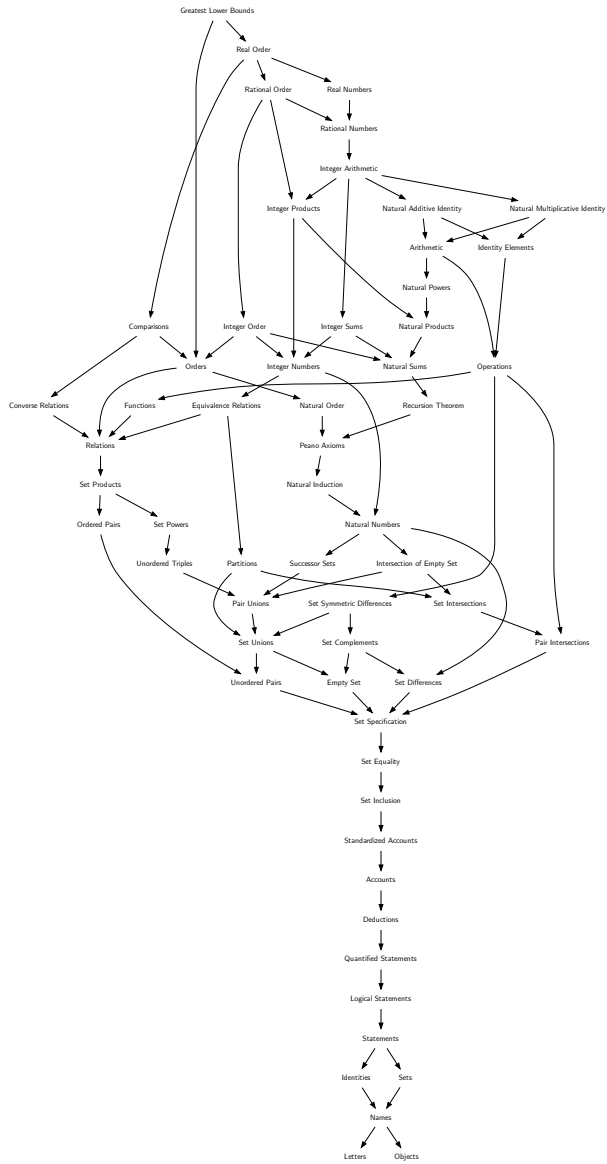 Greatest Lower Bounds
Real Order
Rational Order
Real Numbers
Rational Numbers
Integer Arithmetic
Integer Products
Natural Additive Identity
Natural Multiplicative Identity
Arithmetic
Identity Elements
Natural Powers
Comparisons
Integer Order
Integer Sums
Natural Products
Orders
Integer Numbers
Natural Sums
Operations
Converse Relations
Functions
Equivalence Relations
Natural Order
Recursion Theorem
Relations
Peano Axioms
Set Products
Natural Induction
Ordered Pairs
Set Powers
Natural Numbers
Unordered Triples
Partitions
Successor Sets
Intersection of Empty Set
Pair Unions
Set Symmetric Differences
Set Intersections
Set Unions
Set Complements
Pair Intersections
Unordered Pairs
Empty Set
Set Differences
Set Specification
Set Equality
Set Inclusion
Standardized Accounts
Accounts
Deductions
Quantified Statements
Logical Statements
Statements
Identities
Sets
Names
Letters
Objects